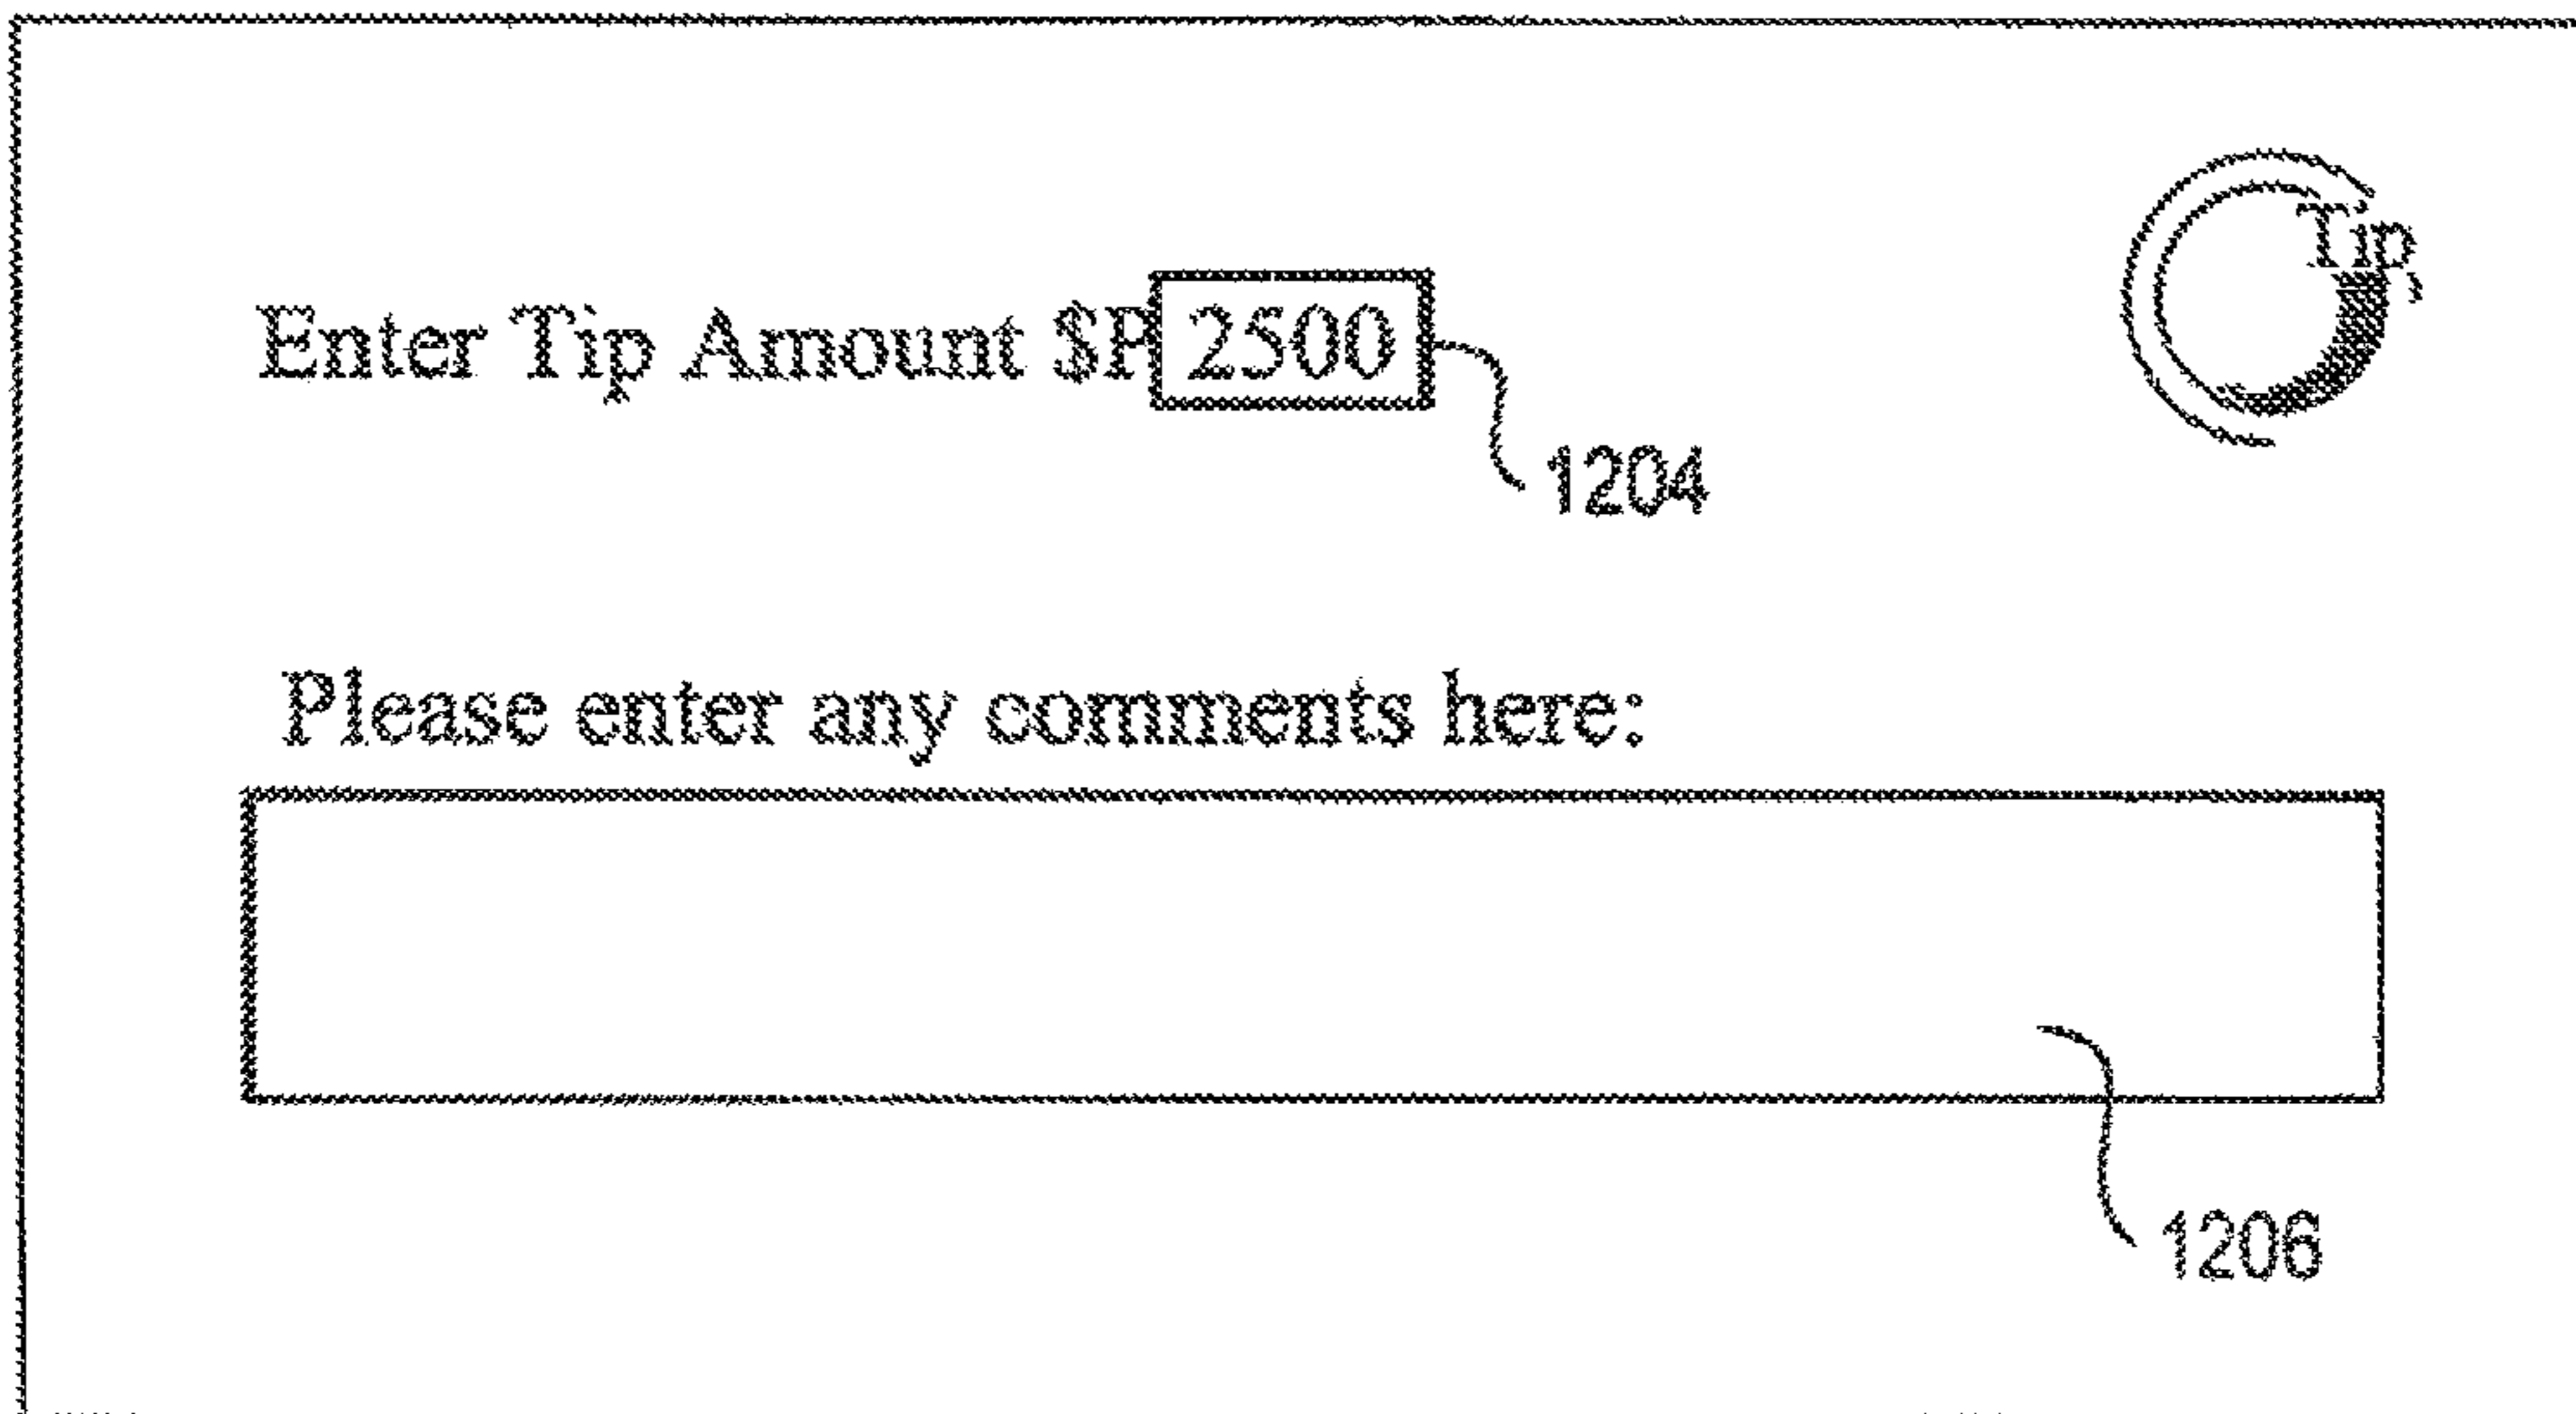 Tip
Enter Tip Amount $P 2500
1204
Please enter any comments here:
1206